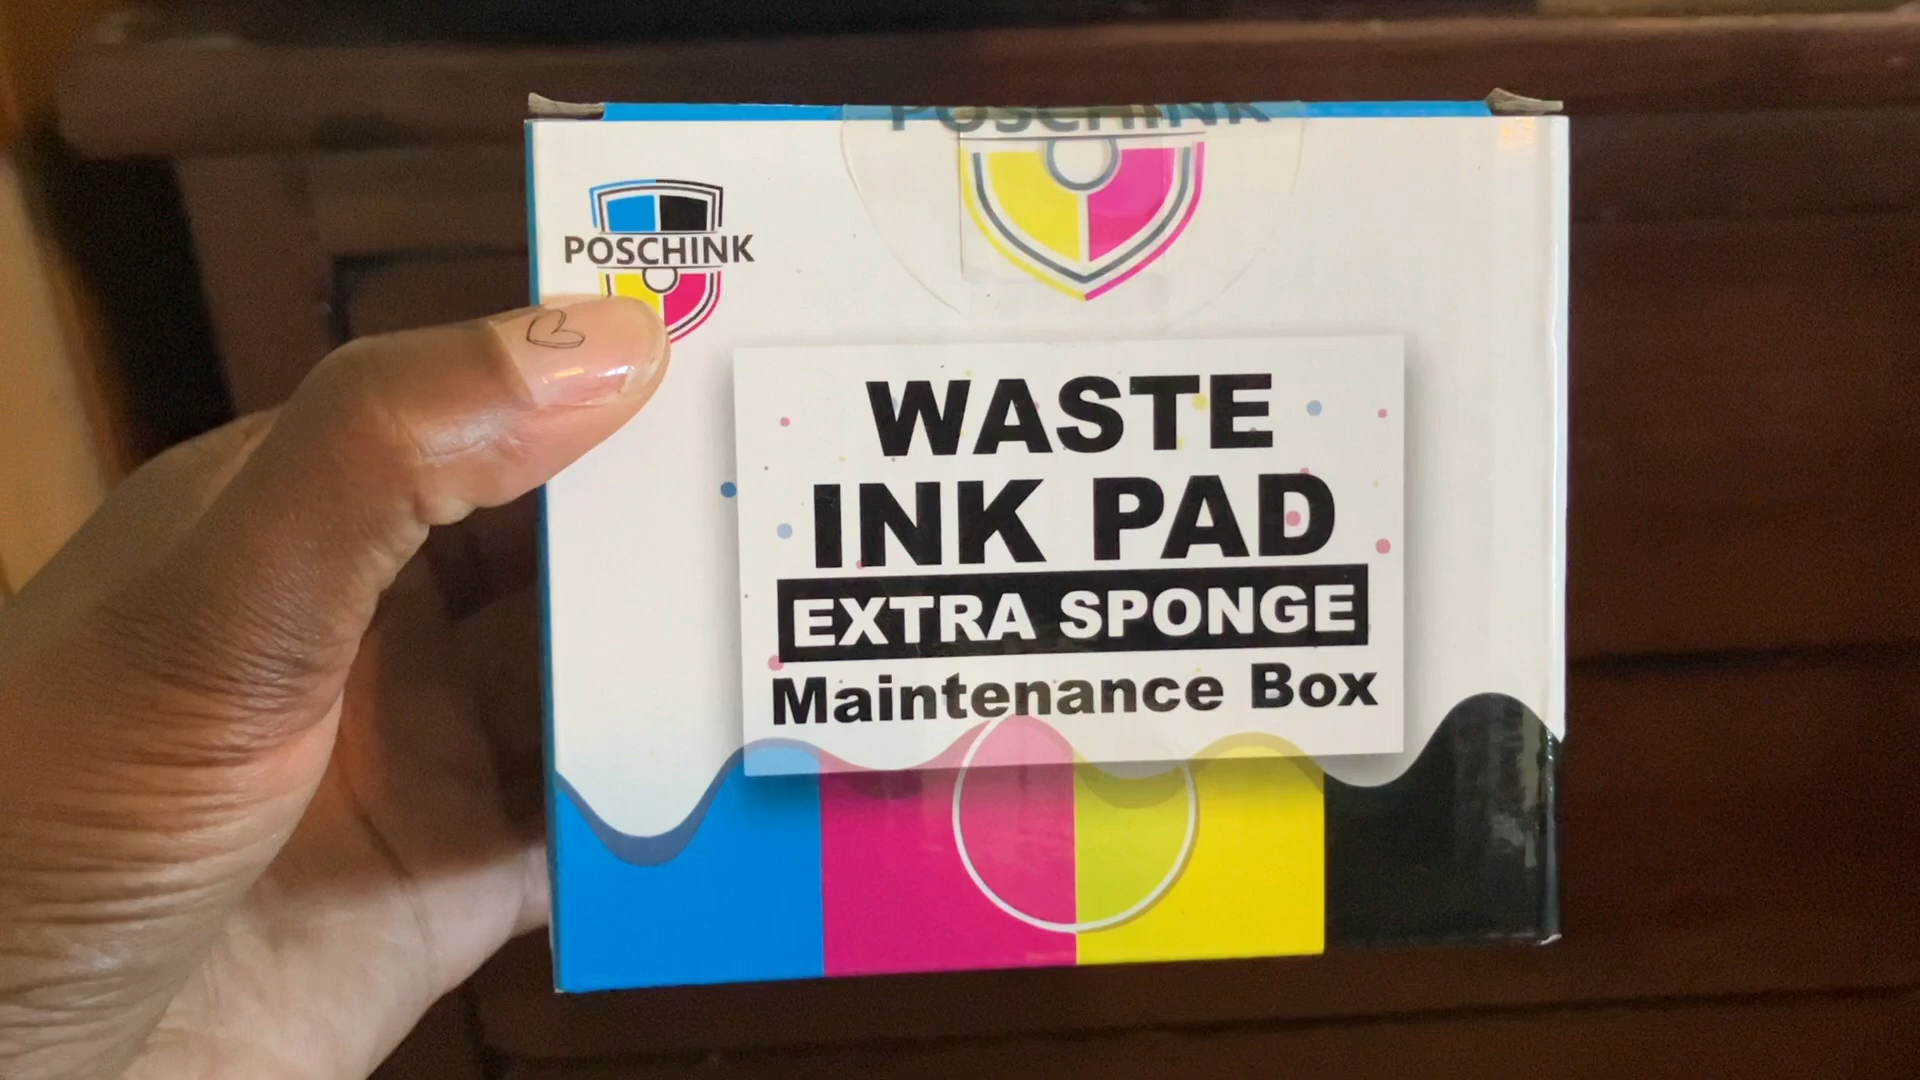 POSCHINK
POSCHINK
WASTE
INK PAD
EXTRA SPONGE
Maintenance Box